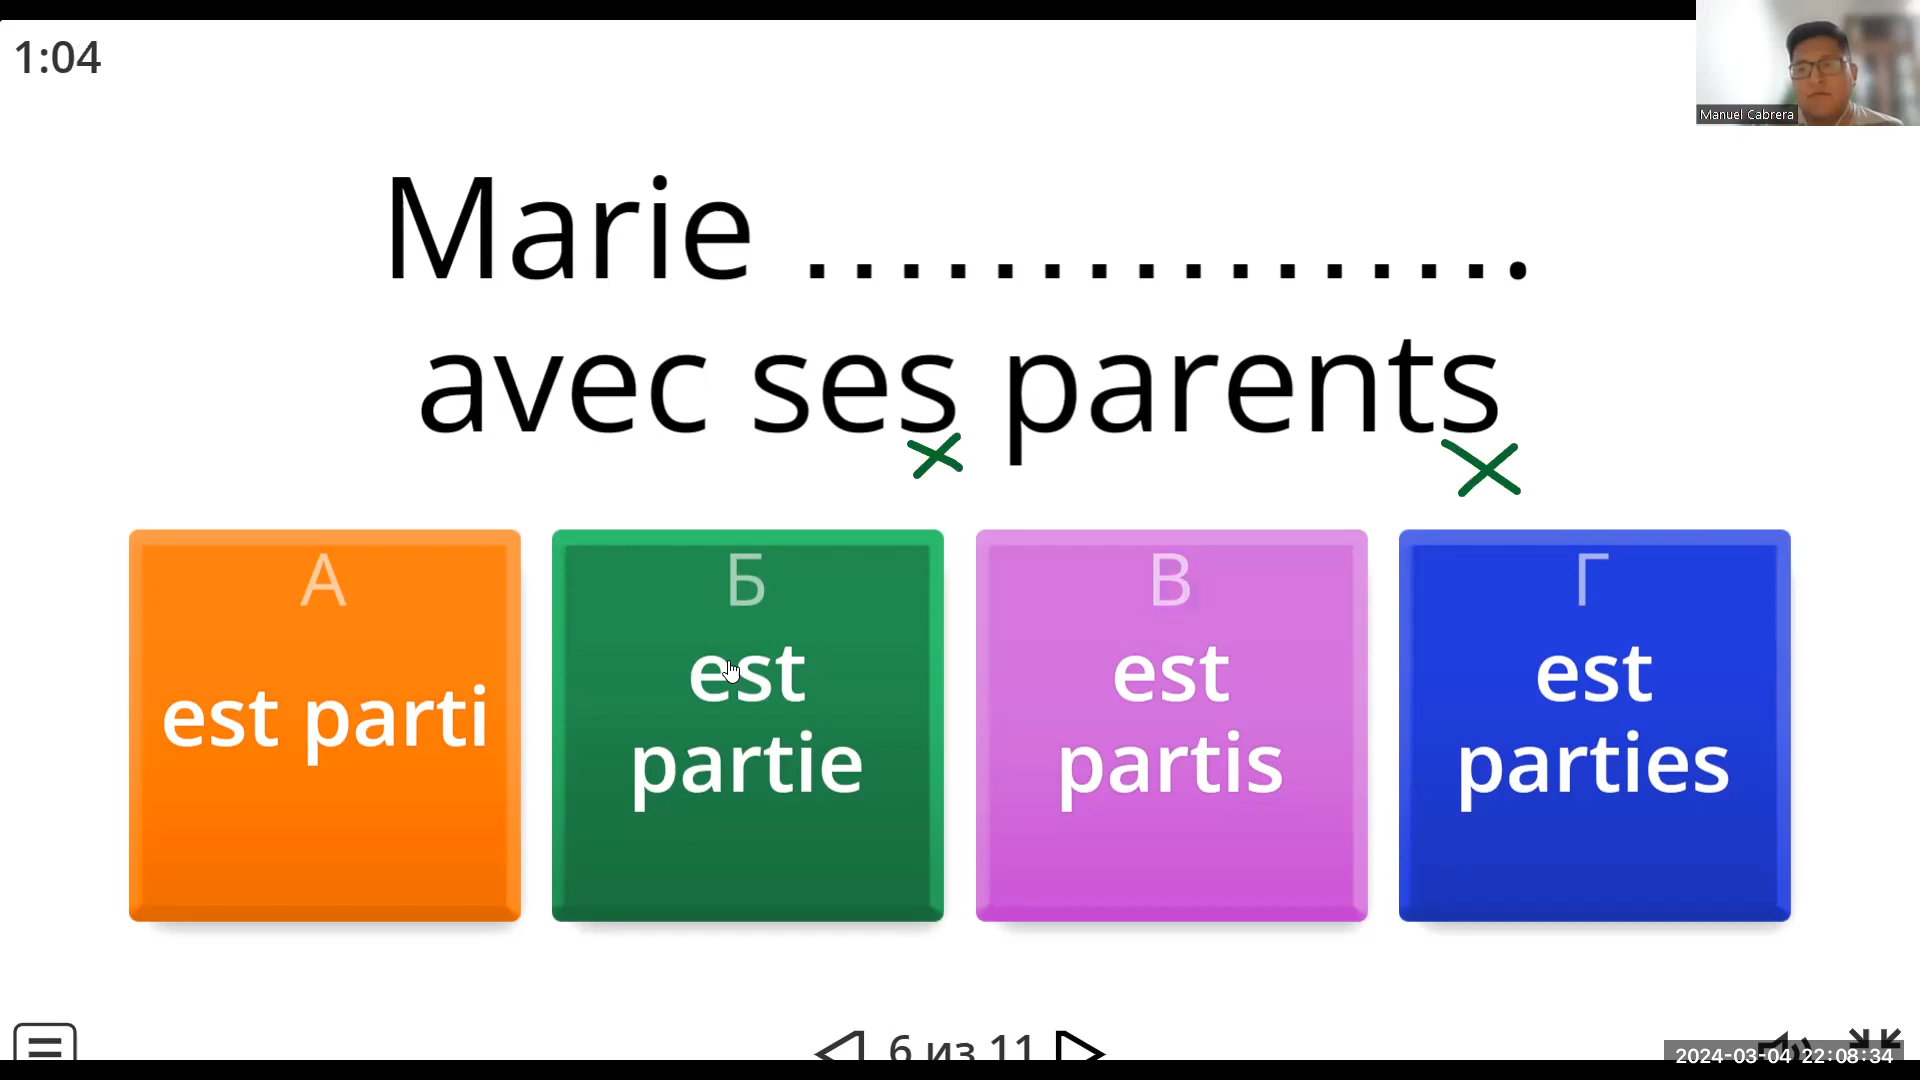 1:04
Manuel Cabrera
Marie ................
avec ses parents
А
est parti
Б
est
partie
В
est
partis
Г
est
parties
6 из 11
2024-03-04 22:08:34